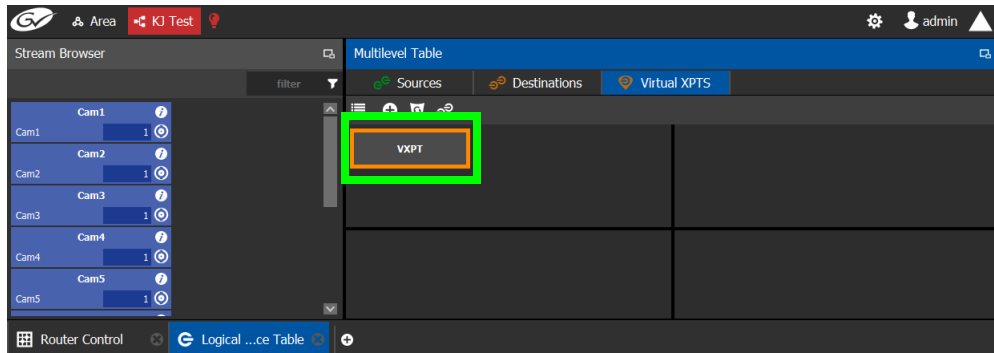 Area
KJ Test
admin
Stream Browser
Multilevel Table
filter
Sources
Destinations
Virtual XPTS
Cam1
Cam1 1
Cam2
Cam2 1
Cam3
Cam3 1
Cam4
Cam4 1
Cam5
Cam5 1
VXPT
Router Control
Logical ...ce Table